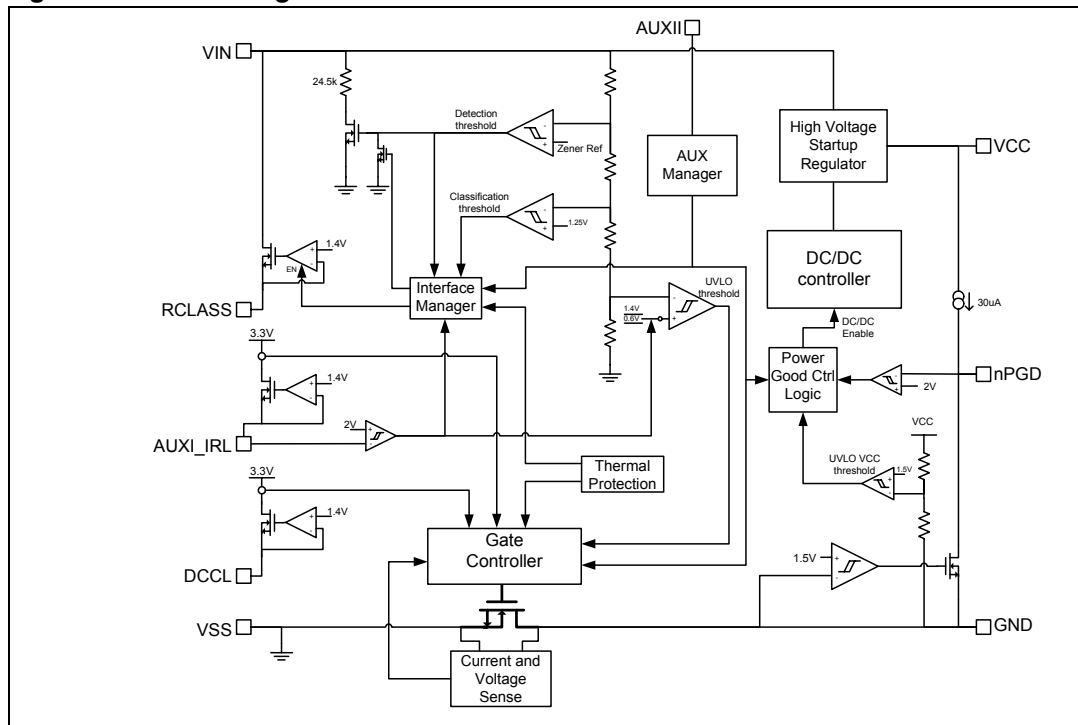 AUXII
VIN
24.5k
Detection
threshold
Zener Ref
High Voltage
Startup
Regulator
VCC
AUX
Manager
Classification
threshold
1.25V
1.4V
EN
Interface
Manager
RCLASS
UVLO
threshold
1.4V
0.6V
DC/DC
controller
30uA
DC/DC
Enable
Power
Good Ctrl
Logic
nPGD
2V
3.3V
1.4V
AUXI_IRL
2V
VCC
UVLO VCC
threshold
1.5V
Thermal
Protection
3.3V
1.4V
DCCL
Gate
Controller
1.5V
VSS
GND
Current and
Voltage
Sense